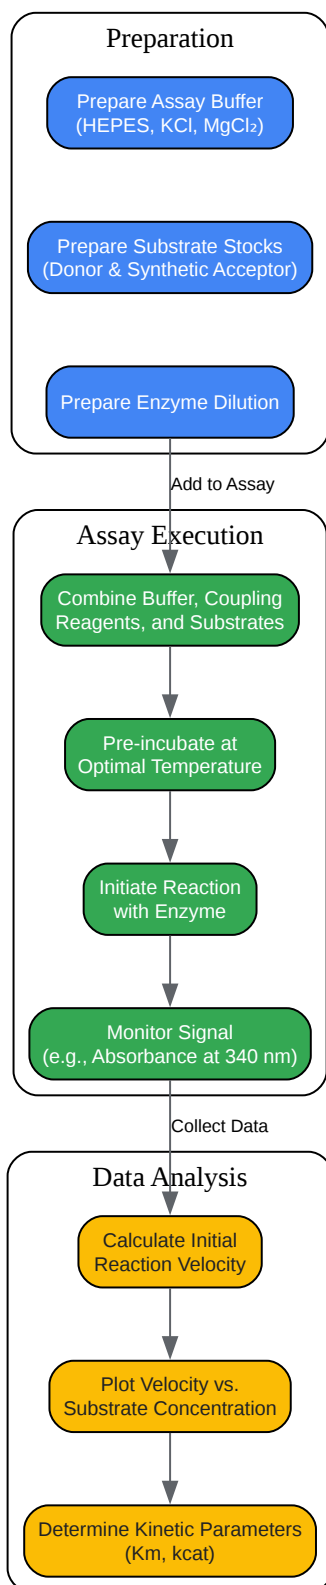 Preparation
Prepare Assay Buffer
(HEPES, KCl, MgCl₂)
Prepare Substrate Stocks
(Donor & Synthetic Acceptor)
Prepare Enzyme Dilution
Add to Assay
Assay Execution
Combine Buffer, Coupling
Reagents, and Substrates
Pre-incubate at
Optimal Temperature
Initiate Reaction
with Enzyme
Monitor Signal
(e.g., Absorbance at 340 nm)
Collect Data
Data Analysis
Calculate Initial
Reaction Velocity
Plot Velocity vs.
Substrate Concentration
Determine Kinetic Parameters
(Km, kcat)